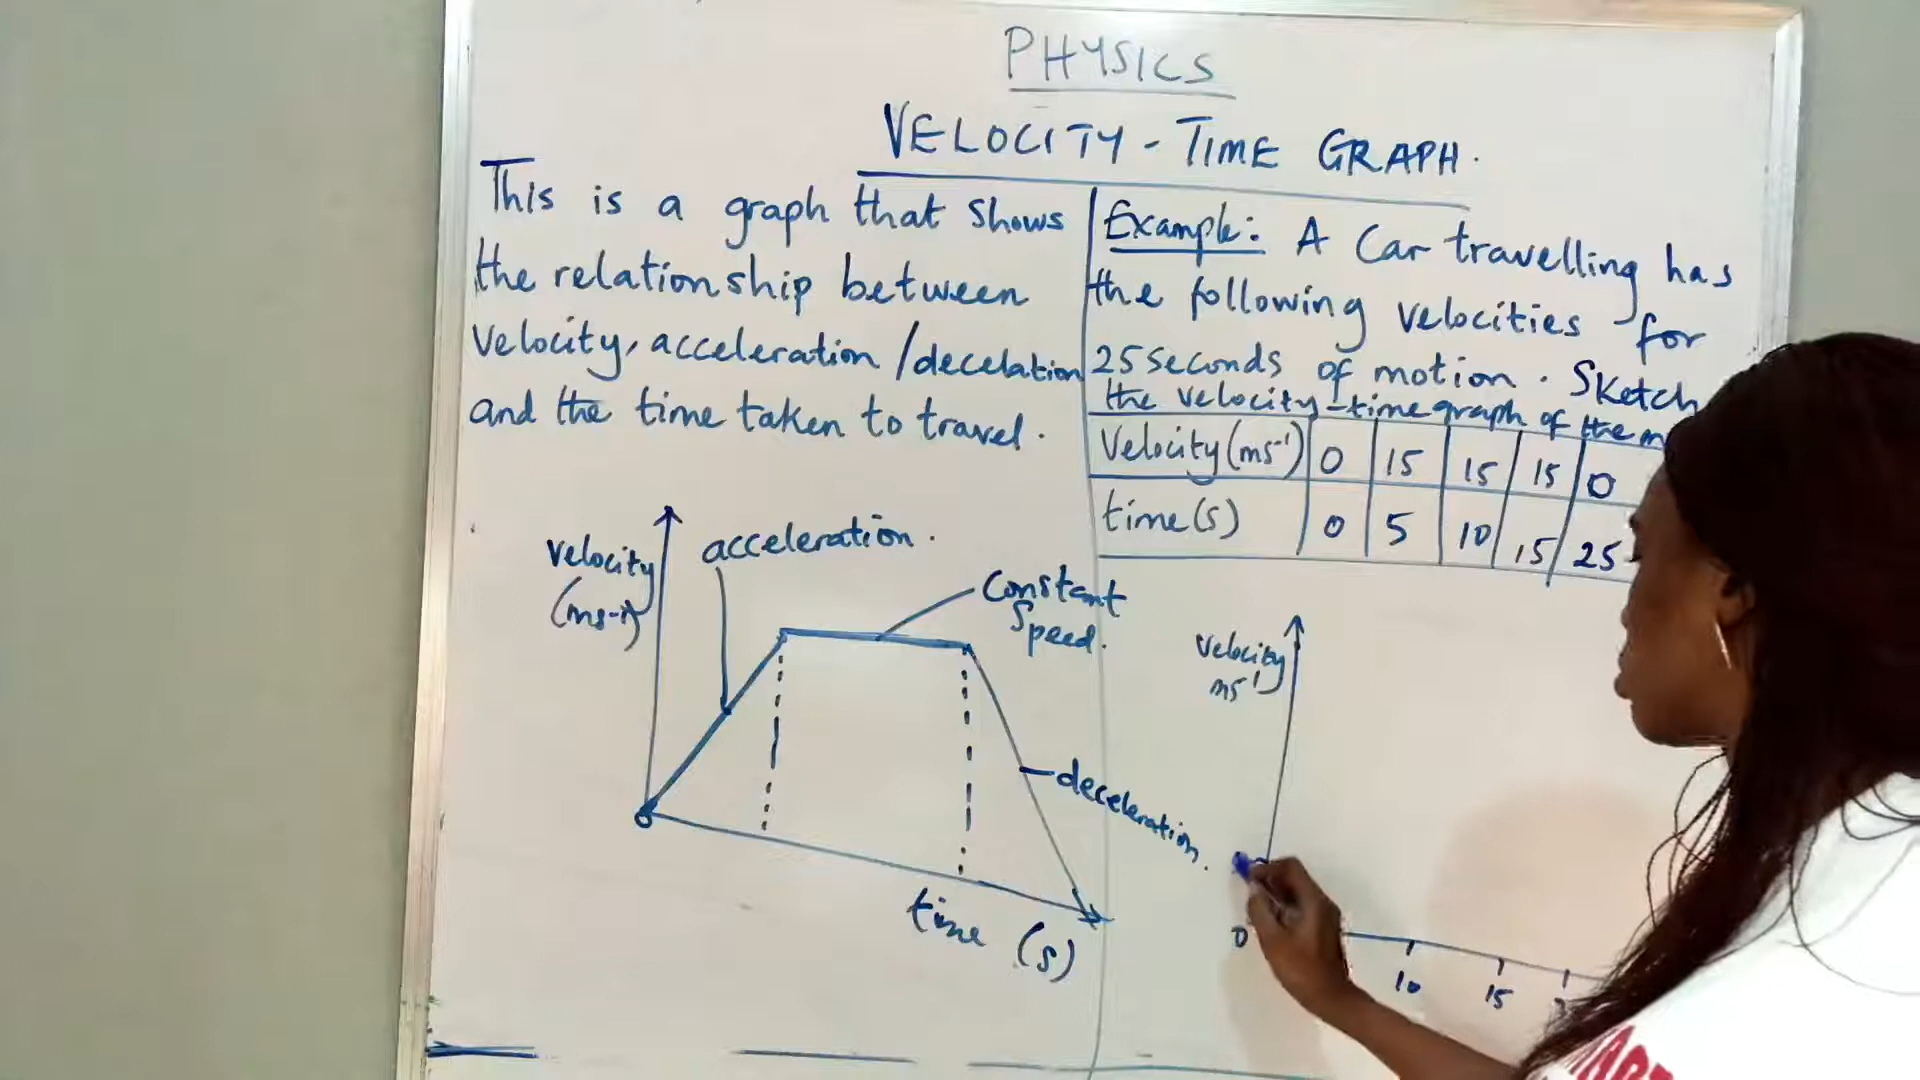 PHYSICS
VELOCITY - TIME GRAPH.
This is a graph that shows
the relationship between
velocity, acceleration /decelation
and the time taken to travel.
Example: A Car travelling has
the following velocities for
25 seconds of motion. Sketch
the velocity-time graph of the
Velocity (ms⁻¹) 0 15 15 15 0
time (s) 0 5 10 15 25
velocity
(ms-1)
acceleration.
Constant
Speed.
deceleration.
time (s)
velocity
ms⁻¹
0 10 15